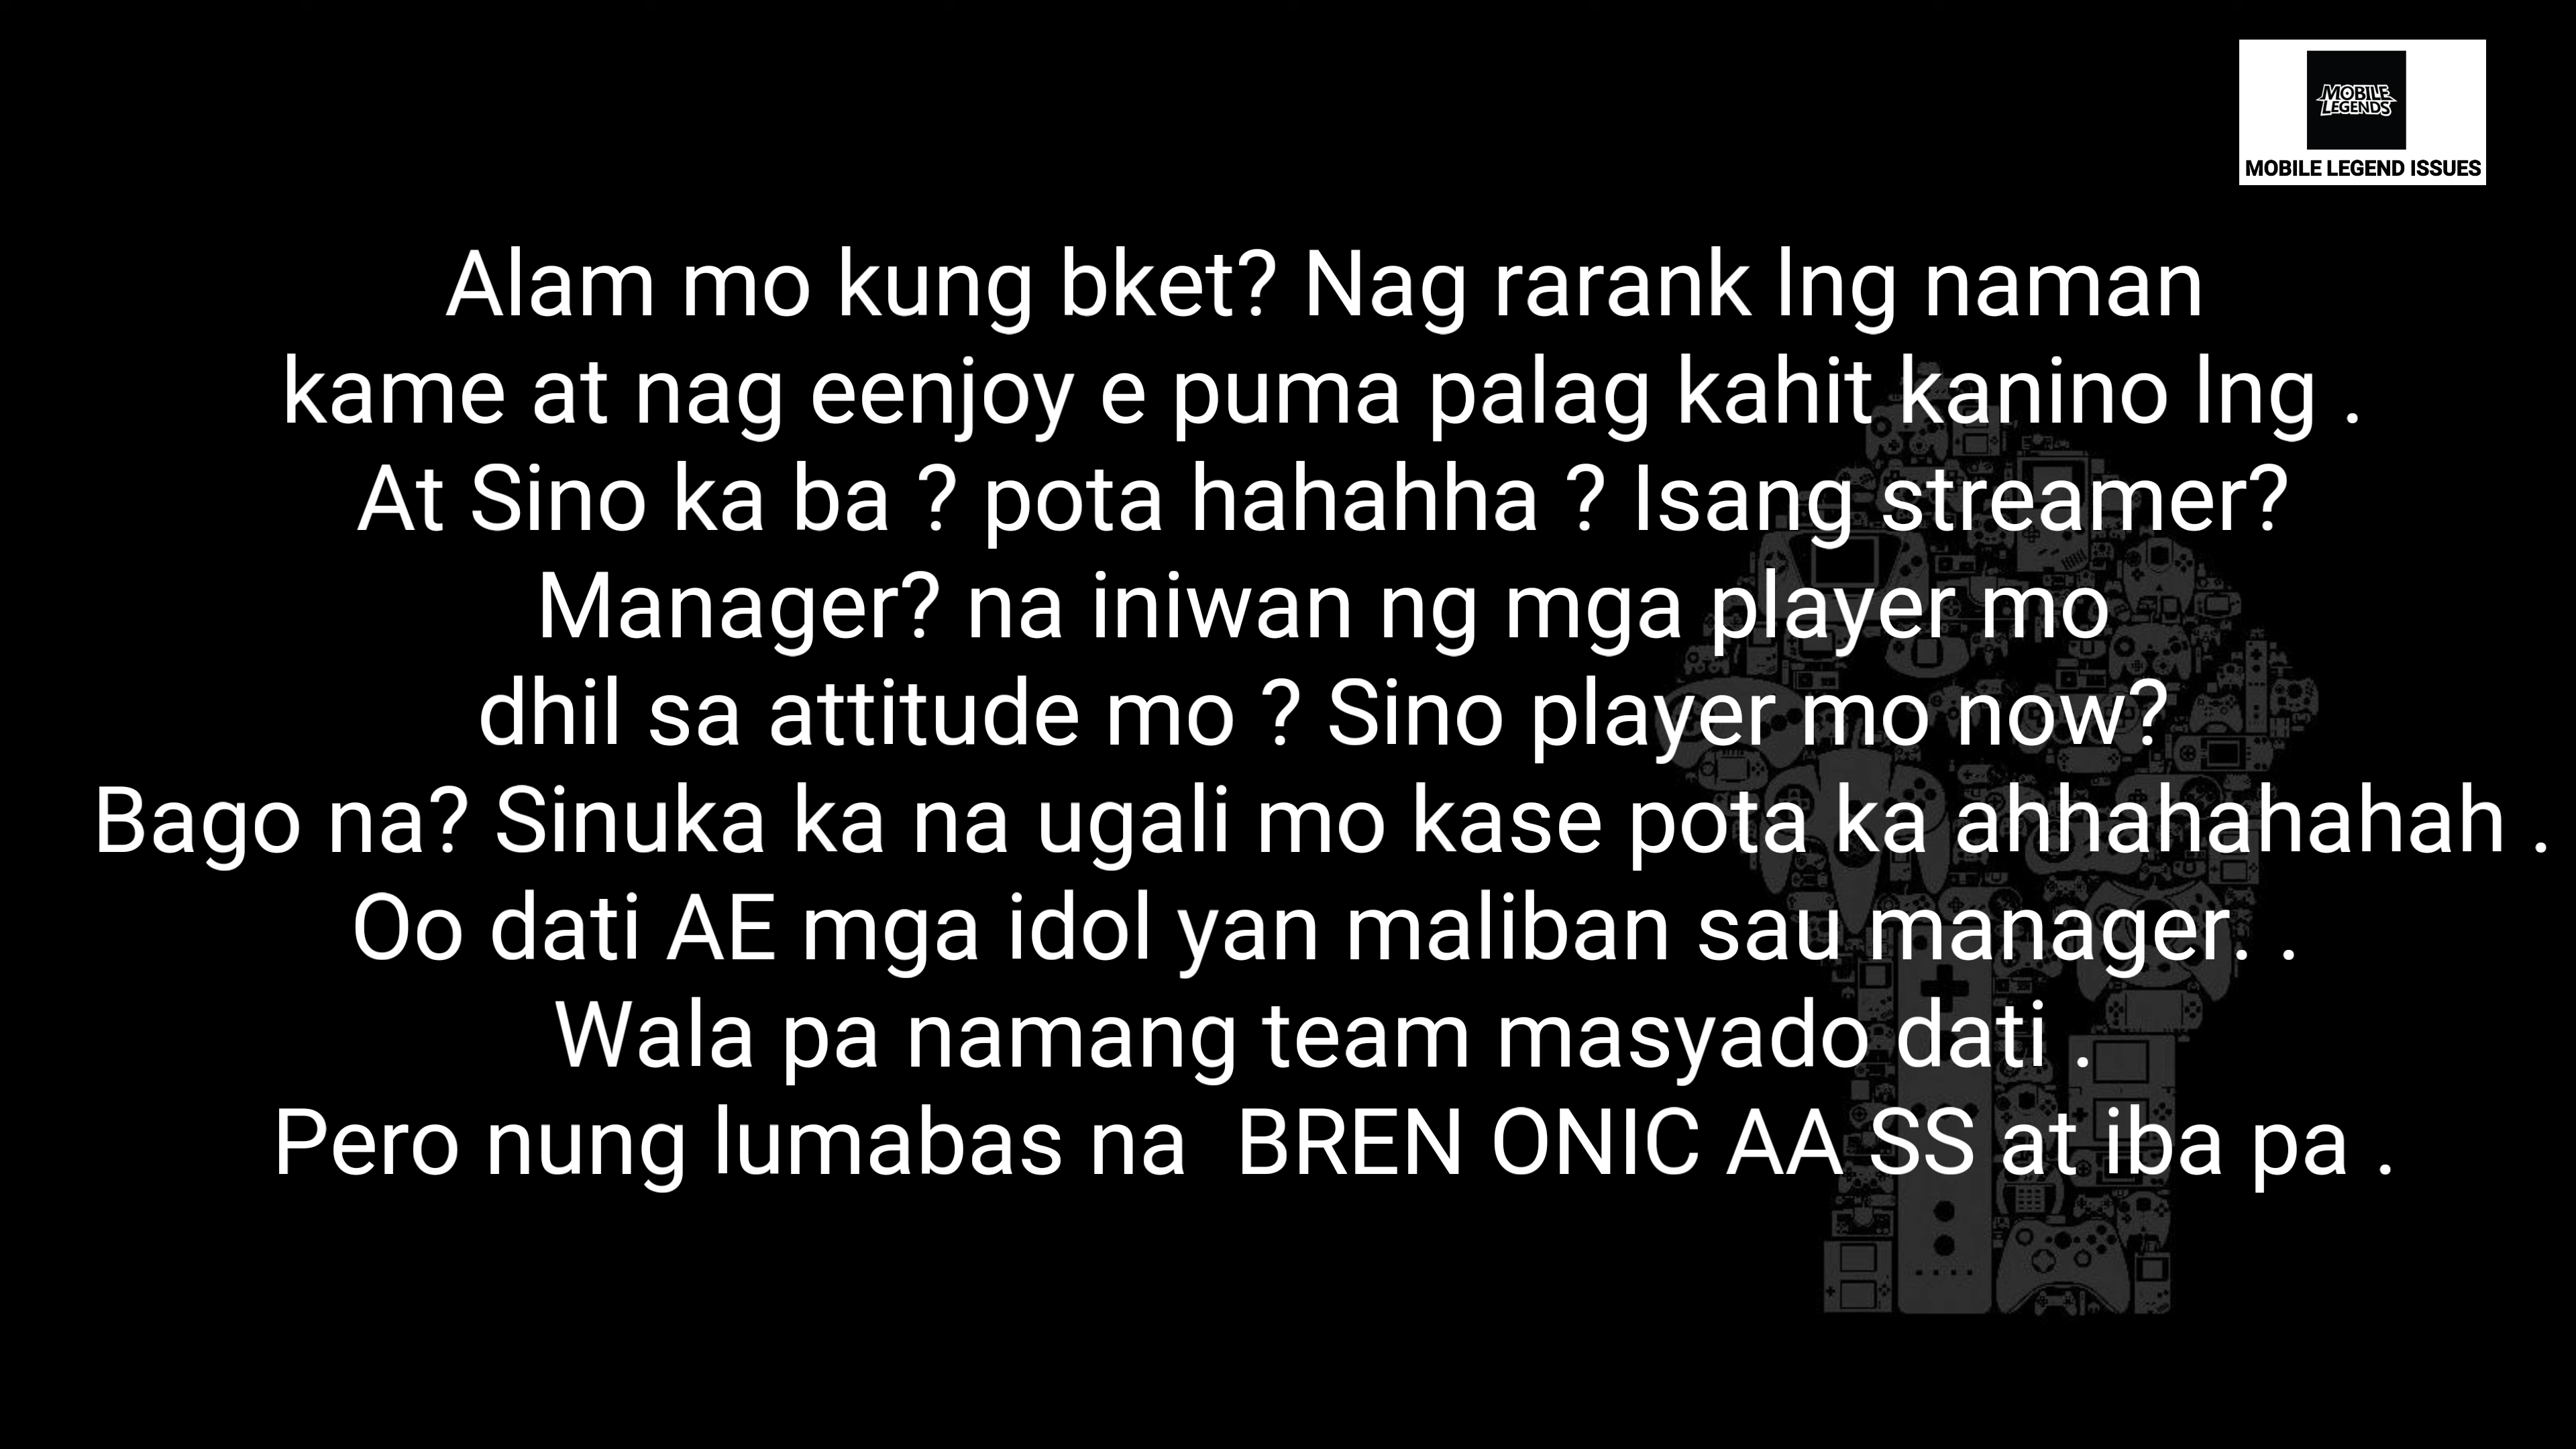 MOBILE
LEGENDS
MOBILE LEGEND ISSUES
Alam mo kung bket? Nag rarank lng naman
kame at nag eenjoy e puma palag kahit kanino lng .
At Sino ka ba ? pota hahahha ? Isang streamer?
Manager? na iniwan ng mga player mo
dhil sa attitude mo ? Sino player mo now?
Bago na? Sinuka ka na ugali mo kase pota ka ahhahahahah .
Oo dati AE mga idol yan maliban sau manager. .
Wala pa namang team masyado dati .
Pero nung lumabas na  BREN ONIC AA SS at iba pa .